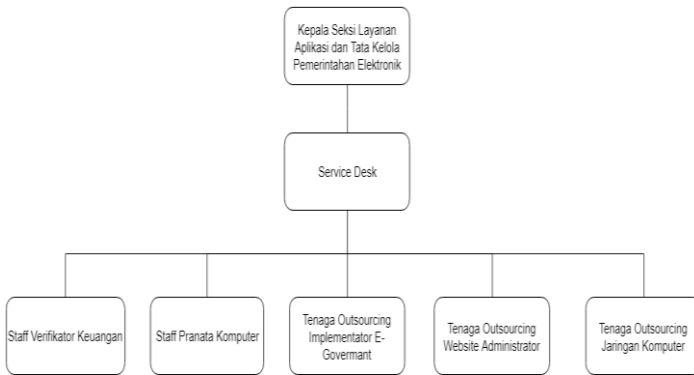 Kepala Seksi Layanan
Aplikasi dan Tata Kelola
Pemerintahan Elektronik
Service Desk
Staff Verifikator Keuangan
Staff Pranata Komputer
Tenaga Outsourcing
Implementator E-
Govermant
Tenaga Outsourcing
Website Administrator
Tenaga Outsourcing
Jaringan Komputer